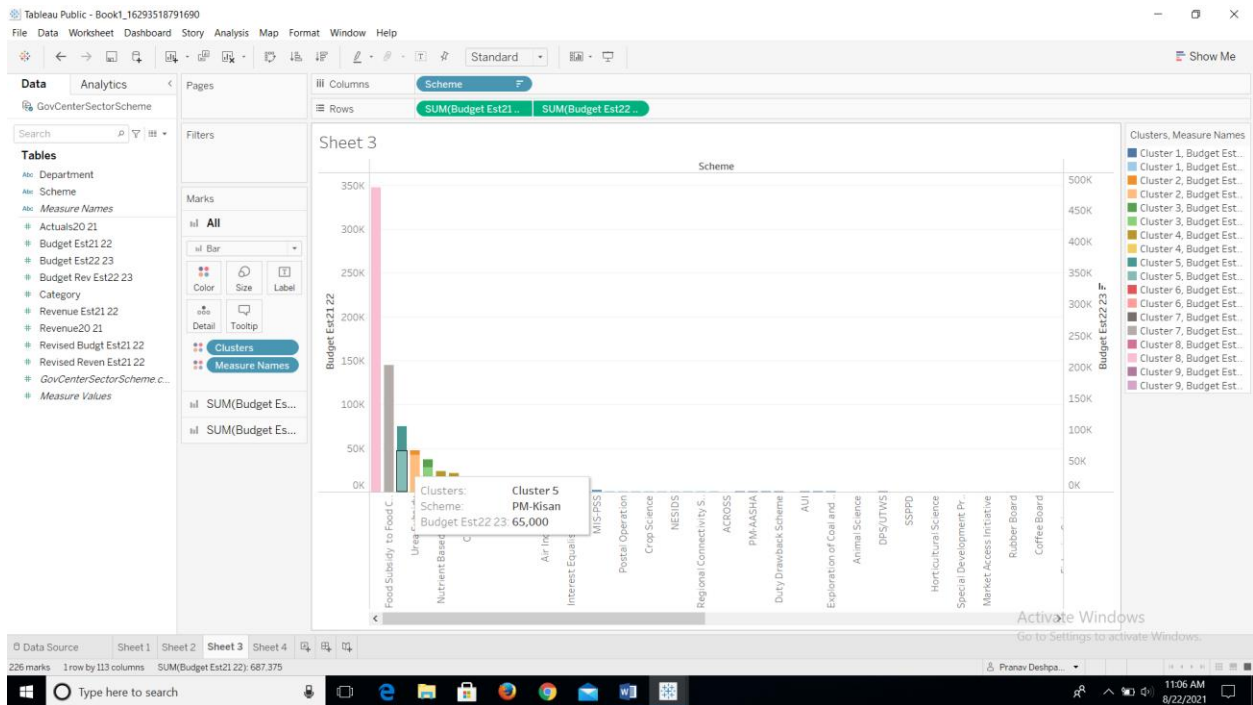 Tableau Public - Book1_16293518791690
File Data Worksheet Dashboard Story Analysis Map Format Window Help
Standard
Show Me
Data Analytics
GovCenterSectorScheme
Search
Tables
Abc Department
Abc Scheme
Abc Measure Names
# Actuals20 21
# Budget Est21 22
# Budget Est22 23
# Budget Rev Est22 23
# Category
# Revenue Est21 22
# Revenue20 21
# Revised Budgt Est21 22
# Revised Reven Est21 22
# GovCenterSectorScheme.c...
# Measure Values
Pages
Filters
Marks
All
Bar
Color Size Label
Detail Tooltip
Clusters
Measure Names
SUM(Budget Es...
SUM(Budget Es...
iii Columns Scheme
Rows SUM(Budget Est21 .. SUM(Budget Est22 ..
Sheet 3
Scheme
Budget Est21 22
350K
300K
250K
200K
150K
100K
50K
0K
500K
450K
400K
350K
300K
250K
200K
150K
100K
50K
0K
Budget Est22 23
Clusters: Cluster 5
Scheme: PM-Kisan
Budget Est22 23: 65,000
Food Subsidy to Food C..
Nutrient Based
Interest Equalis
MIS-PSS
Postal Operation
Crop Science
NESIDS
Regional Connectivity S..
ACROSS
PM-AASHA
Duty Drawback Scheme
AUI
Exploration of Coal and ..
Animal Science
DPS/UTWS
SSPPD
Horticultural Science
Special Development Pr..
Market Access Initiative
Rubber Board
Coffee Board
Clusters, Measure Names
Cluster 1, Budget Est...
Cluster 1, Budget Est...
Cluster 2, Budget Est...
Cluster 2, Budget Est...
Cluster 3, Budget Est...
Cluster 3, Budget Est...
Cluster 4, Budget Est...
Cluster 4, Budget Est...
Cluster 5, Budget Est...
Cluster 5, Budget Est...
Cluster 6, Budget Est...
Cluster 6, Budget Est...
Cluster 7, Budget Est...
Cluster 7, Budget Est...
Cluster 8, Budget Est...
Cluster 8, Budget Est...
Cluster 9, Budget Est...
Cluster 9, Budget Est...
Activate Windows
Go to Settings to activate Windows.
Data Source Sheet 1 Sheet 2 Sheet 3 Sheet 4
226 marks 1 row by 113 columns SUM(Budget Est21 22): 687,375
Pranav Deshpa...
Type here to search
11:06 AM
8/22/2021